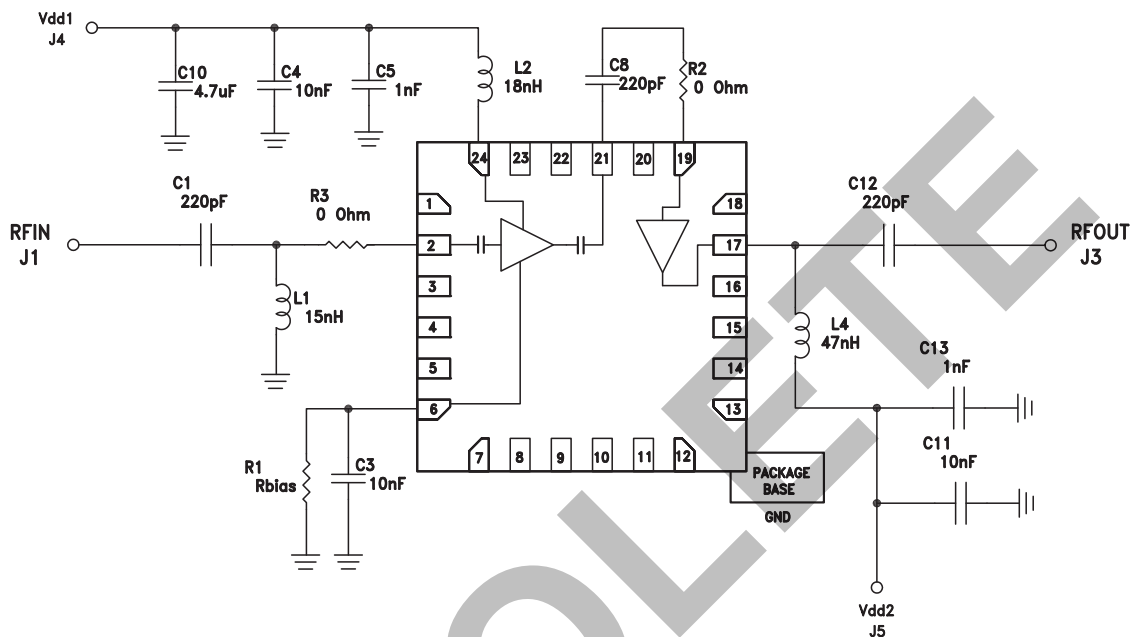 Vdd1
J4
C10
4.7uF
C4
10nF
C5
1nF
L2
18nH
C8
220pF
R2
0 Ohm
24
23
22
21
20
19
C1
220pF
R3
0 Ohm
C12
220pF
RFIN
J1
RFOUT
J3
1
2
3
4
5
6
18
17
16
15
14
13
L1
15nH
L4
47nH
C13
1nF
C11
10nF
R1
Rbias
C3
10nF
7
8
9
10
11
12
PACKAGE
BASE
GND
Vdd2
J5
OLETE